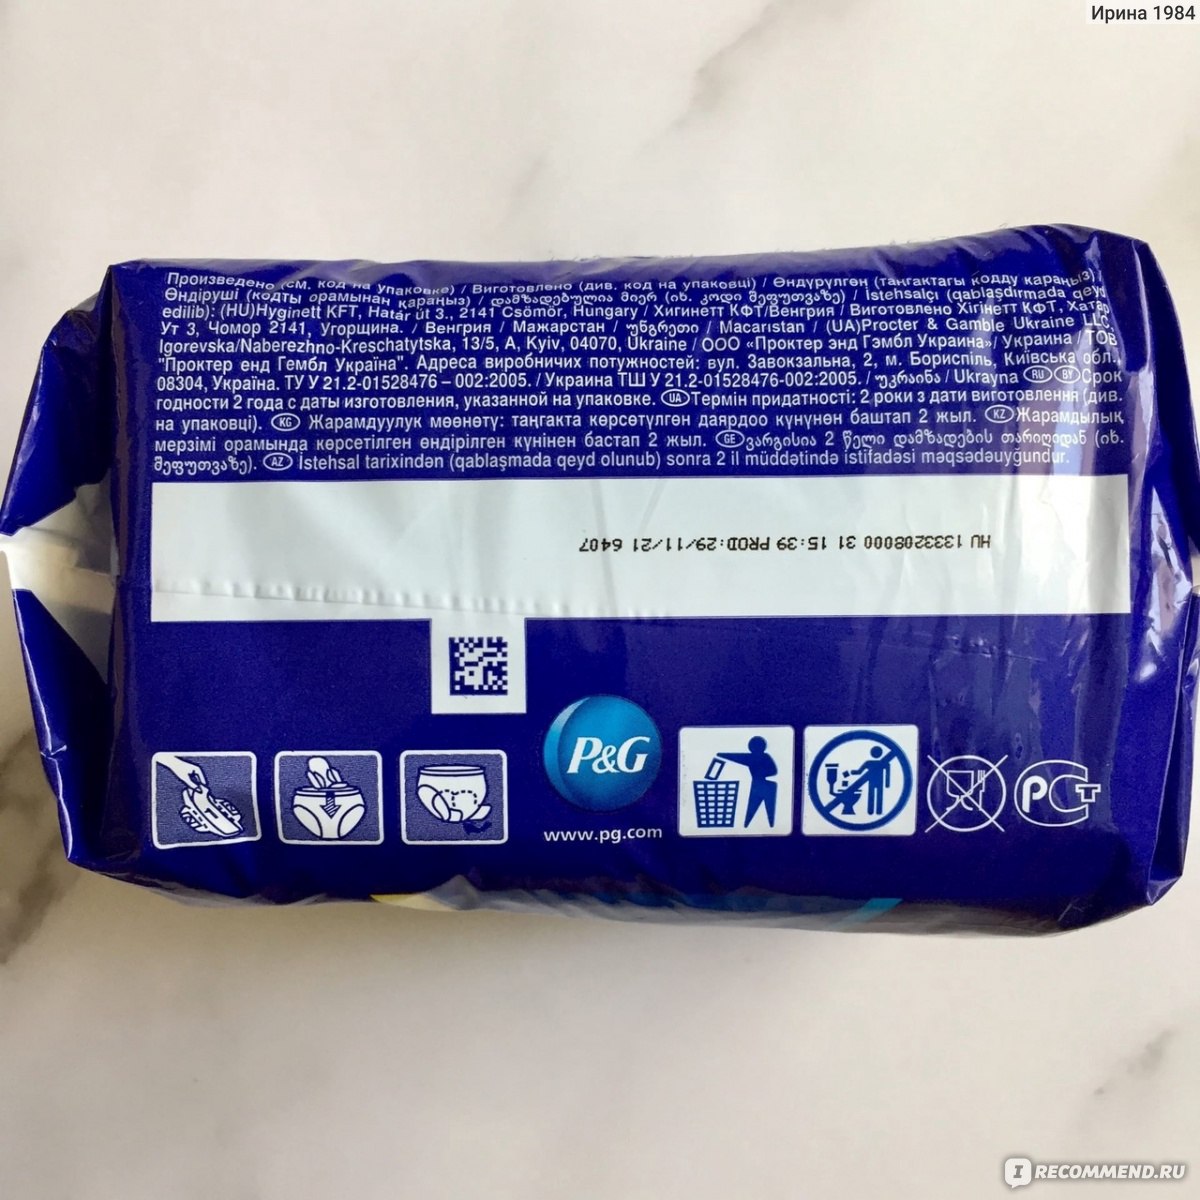 Ирина 1984
Произведено (см. код на упаковке) / Виготовлено (див. код на упаковці) / Өндүрүлгөн (таңгактагы кодду караңыз) /
Өндіруші (кодты орамынан қараңыз) / დამზადებულია მიერ (იხ. კოდი შეფუთვაზე) / İstehsalçı (qablaşdırmada qeyd
edilib): (HU)Hyginett KFT, Határ út 3., 2141 Csömör, Hungary / Хигинетт КФТ/Венгрия / Виготовлено Хігінетт КФТ, Хатар
Ут 3, Чомор 2141, Угорщина. / Венгрия / Мажарстан / უნგრეთი / Macarıstan / (UA)Procter & Gamble Ukraine LLC,
Igorevska/Naberezhno-Kreschatytska, 13/5, A, Kyiv, 04070, Ukraine / ООО «Проктер энд Гэмбл Украина»/ Украина / ТОВ
"Проктер енд Гембл Україна". Адреса виробничих потужностей: вул. Завокзальна, 2, м. Бориспіль, Київська обл.,
08304, Україна. ТУ У 21.2-01528476 – 002:2005. / Украина ТШ У 21.2-01528476-002:2005. / უკრაინა / Ukrayna RU BY Срок
годности 2 года с даты изготовления, указанной на упаковке. UA Термін придатності: 2 роки з дати виготовлення (див.
на упаковці). KG Жарамдуулук мөөнөтү: таңгакта көрсөтүлгөн даярдоо күнүнөн баштап 2 жыл. KZ Жарамдылық
мерзімі орамында көрсетілген өндірілген күнінен бастап 2 жыл. GE ვარგისია 2 წელი დამზადების თარიღიდან (იხ.
შეფუთვაზე). AZ İstehsal tarixindən (qablaşmada qeyd olunub) sonra 2 il müddətində istifadəsi məqsədəuyğundur.
HU 1333208000 31 15:39 PROD:29/11/21 6407
P&G
www.pg.com
РСТ
IRECOMMEND.RU